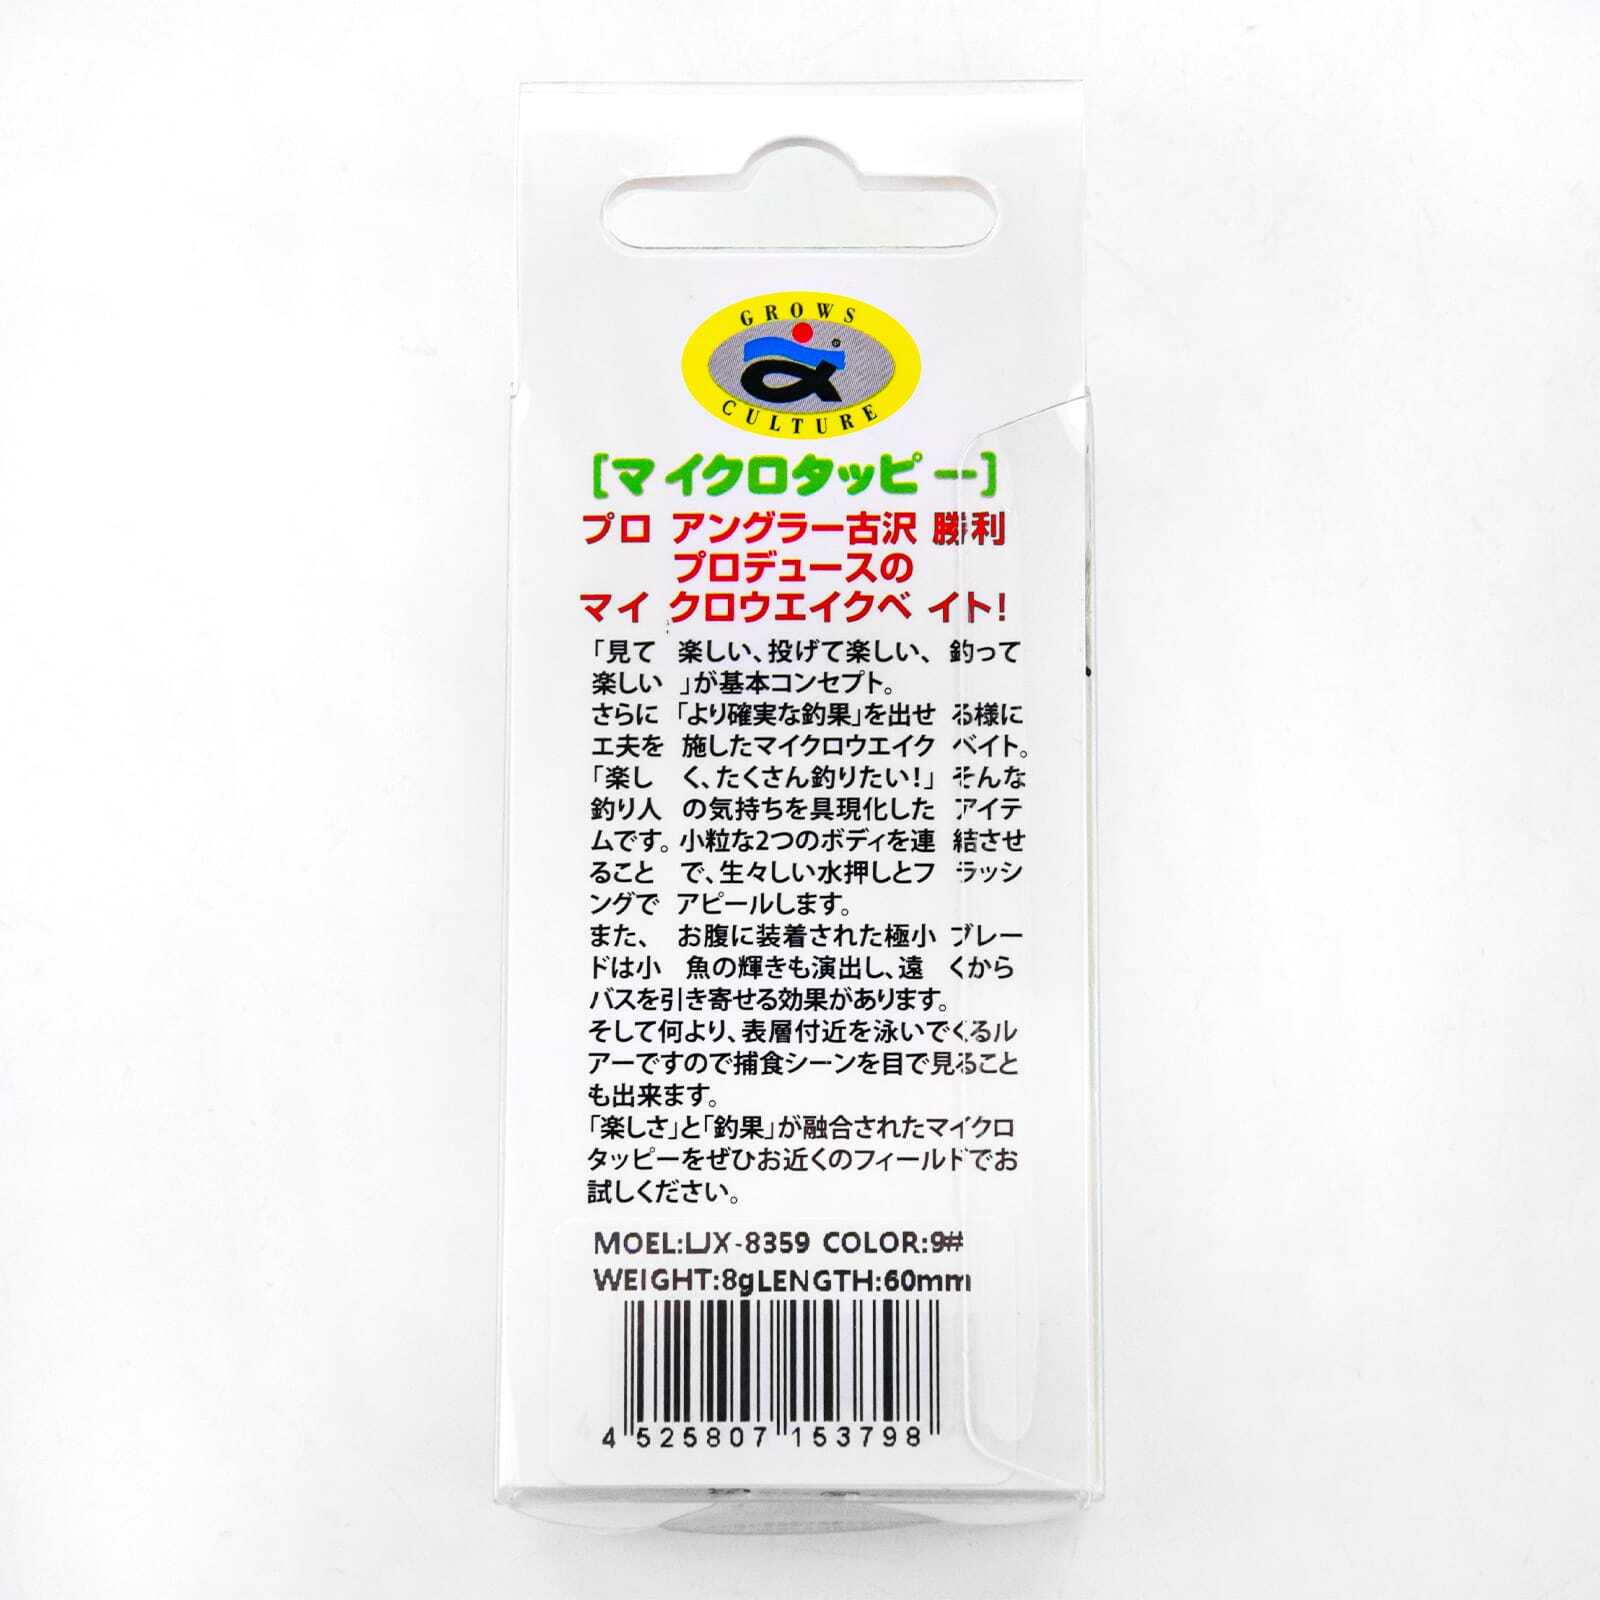 GROWS
CULTURE
[マイクロタッピー]
プロ アングラー古沢 勝利
プロデュースの
マイ クロウエイクベ イト!
「見て 楽しい、投げて楽しい、 釣って
楽しい 」が基本コンセプト。
さらに 「より確実な釣果」を出せ る様に
工夫を 施したマイクロウエイク ベイト。
「楽し く、たくさん釣りたい!」 そんな
釣り人 の気持ちを具現化した アイテ
ムです。小粒な2つのボディを連 結させ
ること で、生々しい水押しとフ ラッシ
ングで アピールします。
また、 お腹に装着された極小 ブレー
ドは小 魚の輝きも演出し、遠 くから
バスを引き寄せる効果があります。
そして何より、表層付近を泳いでくるル
アーですので捕食シーンを目で見ること
も出来ます。
「楽しさ」と「釣果」が融合されたマイクロ
タッピーをぜひお近くのフィールドでお
試しください。
MOEL:LJX-8359 COLOR:9#
WEIGHT:8gLENGTH:60mm
4 525807 153798